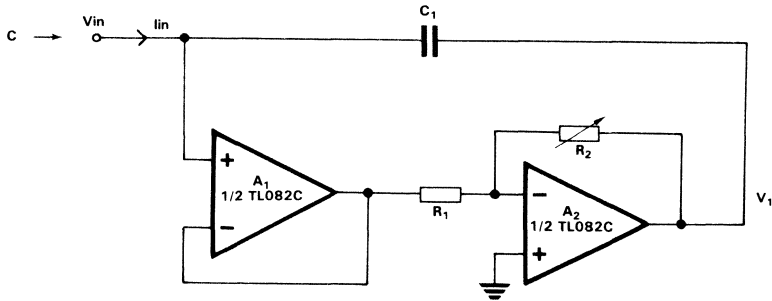 C
Vin
Iin
C1
+
A1
1/2 TL082C
−
R1
R2
−
A2
1/2 TL082C
+
V1